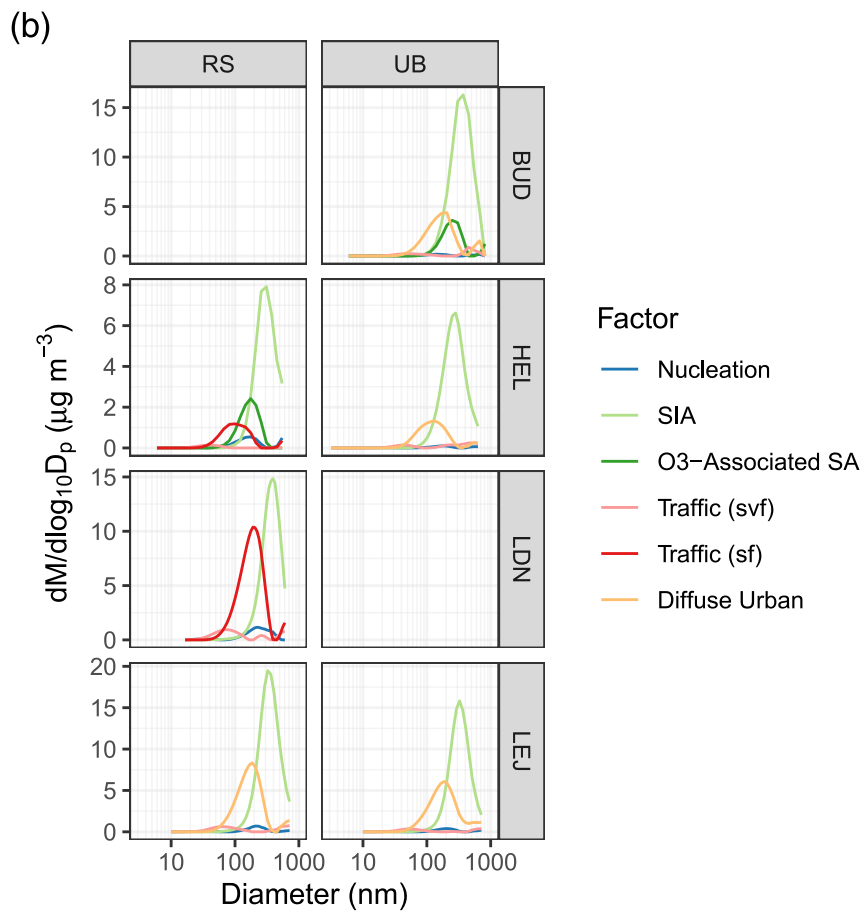 (b)
RS UB
15
10
5
0
BUD
8
6
4
2
0
HEL
15
10
5
0
LDN
20
15
10
5
0
LEJ
dM/dlog₁₀Dₚ (μg m⁻³)
10 100 1000 10 100 1000
Diameter (nm)
Factor
Nucleation
SIA
O3−Associated SA
Traffic (svf)
Traffic (sf)
Diffuse Urban